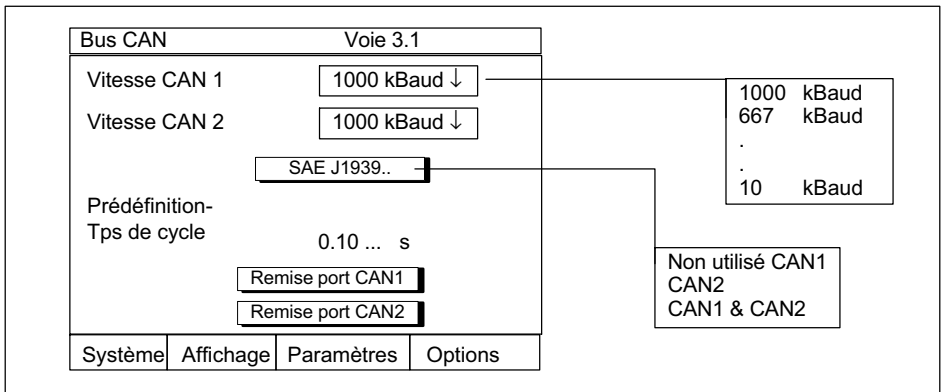 Bus CAN Voie 3.1
Vitesse CAN 1 1000 kBaud ↓
Vitesse CAN 2 1000 kBaud ↓
SAE J1939..
Prédéfinition-
Tps de cycle
0.10 ... s
Remise port CAN1
Remise port CAN2
Système Affichage Paramètres Options
1000 kBaud
667 kBaud
.
.
10 kBaud
Non utilisé CAN1
CAN2
CAN1 & CAN2